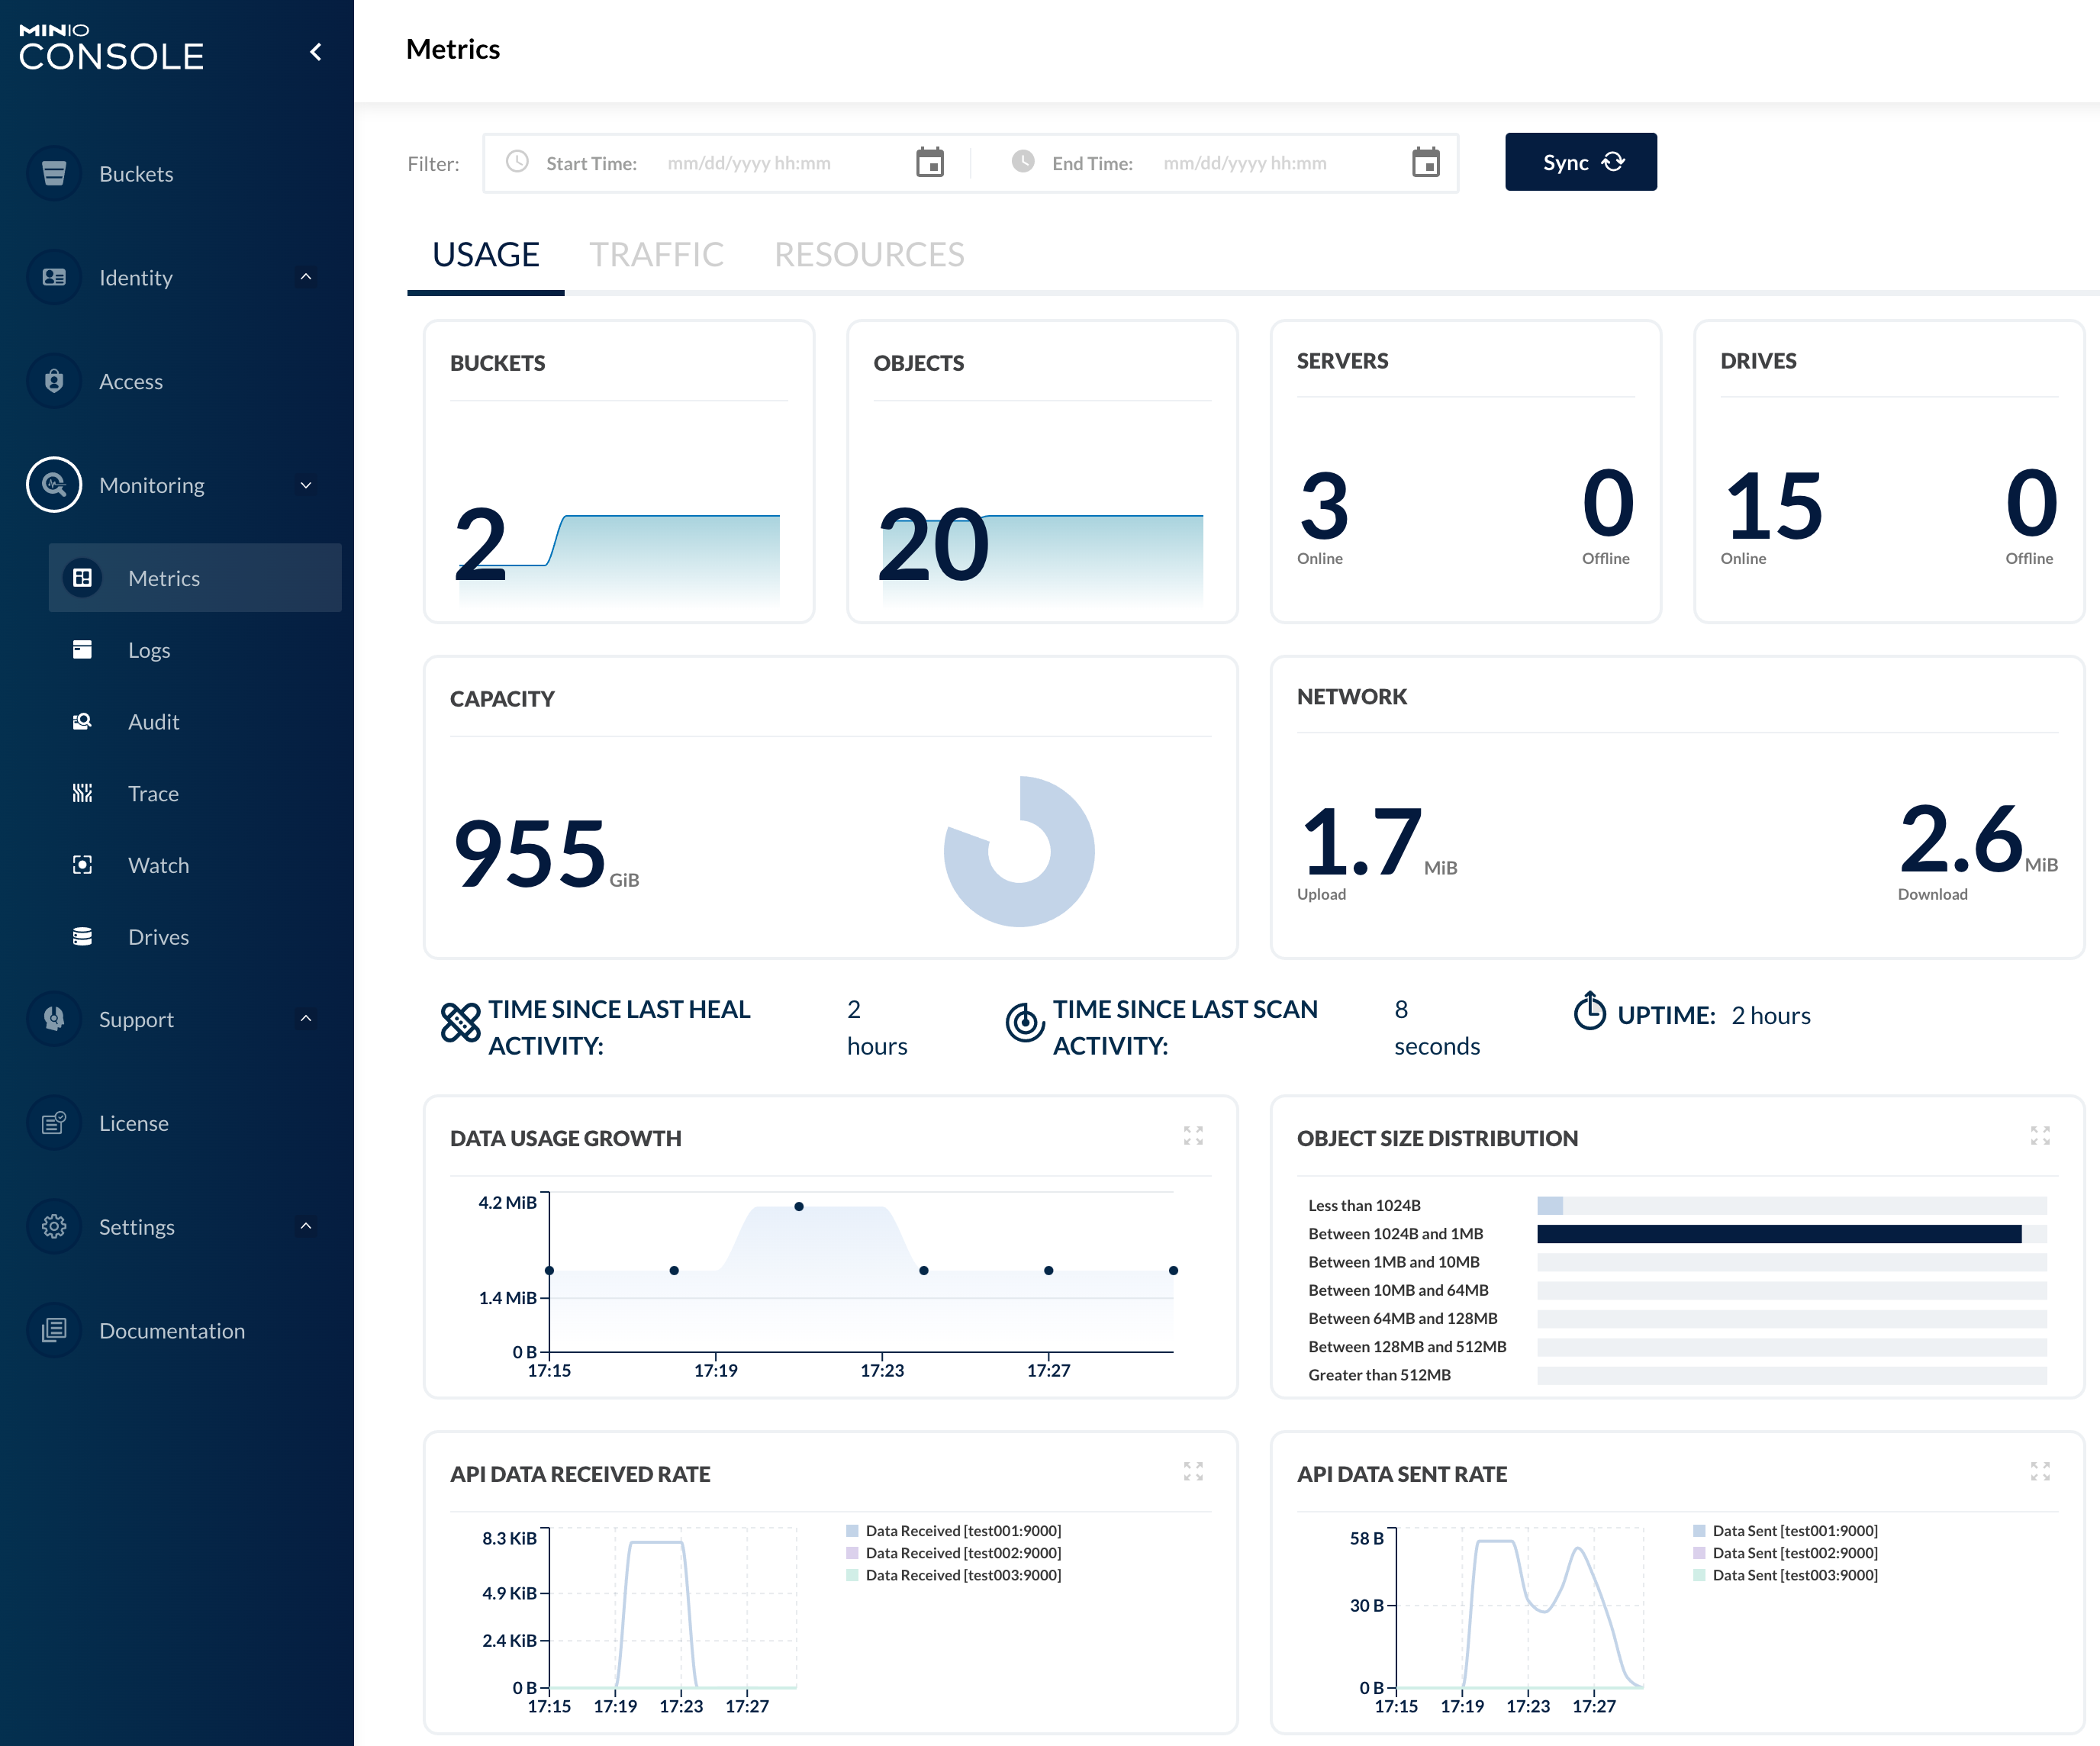 MINIO
CONSOLE
Buckets
Identity
Access
Monitoring
Metrics
Logs
Audit
Trace
Watch
Drives
Support
License
Settings
Documentation
Metrics
Filter: Start Time: mm/dd/yyyy hh:mm End Time: mm/dd/yyyy hh:mm Sync
USAGE TRAFFIC RESOURCES
BUCKETS
2
OBJECTS
20
SERVERS
3 0
Online Offline
DRIVES
15 0
Online Offline
CAPACITY
955 GiB
NETWORK
1.7 MiB 2.6 MiB
Upload Download
TIME SINCE LAST HEAL
ACTIVITY:
2
hours
TIME SINCE LAST SCAN
ACTIVITY:
8
seconds
UPTIME: 2 hours
DATA USAGE GROWTH
4.2 MiB
1.4 MiB
0 B
17:15 17:19 17:23 17:27
OBJECT SIZE DISTRIBUTION
Less than 1024B
Between 1024B and 1MB
Between 1MB and 10MB
Between 10MB and 64MB
Between 64MB and 128MB
Between 128MB and 512MB
Greater than 512MB
API DATA RECEIVED RATE
8.3 KiB
4.9 KiB
2.4 KiB
0 B
17:15 17:19 17:23 17:27
Data Received [test001:9000]
Data Received [test002:9000]
Data Received [test003:9000]
API DATA SENT RATE
58 B
30 B
0 B
17:15 17:19 17:23 17:27
Data Sent [test001:9000]
Data Sent [test002:9000]
Data Sent [test003:9000]